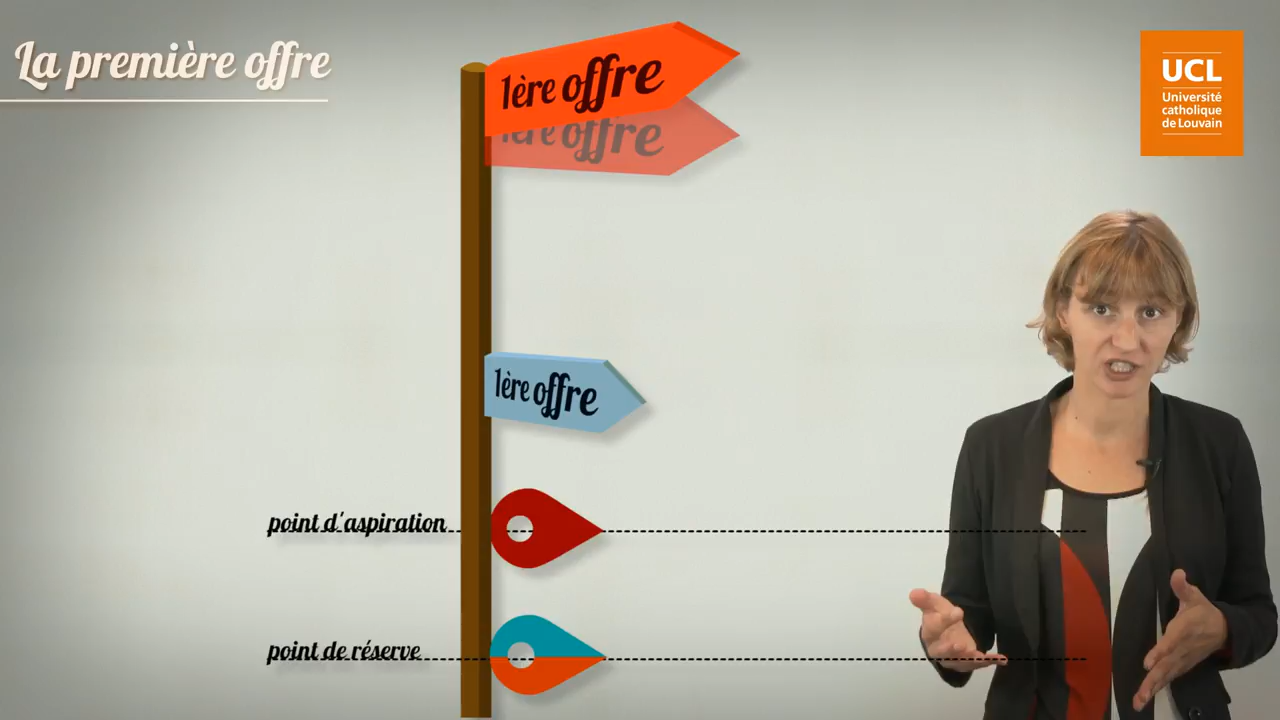 La première offre
1ère offre
1ère offre
UCL
Université
catholique
de Louvain
1ère offre
point d'aspiration
point de réserve